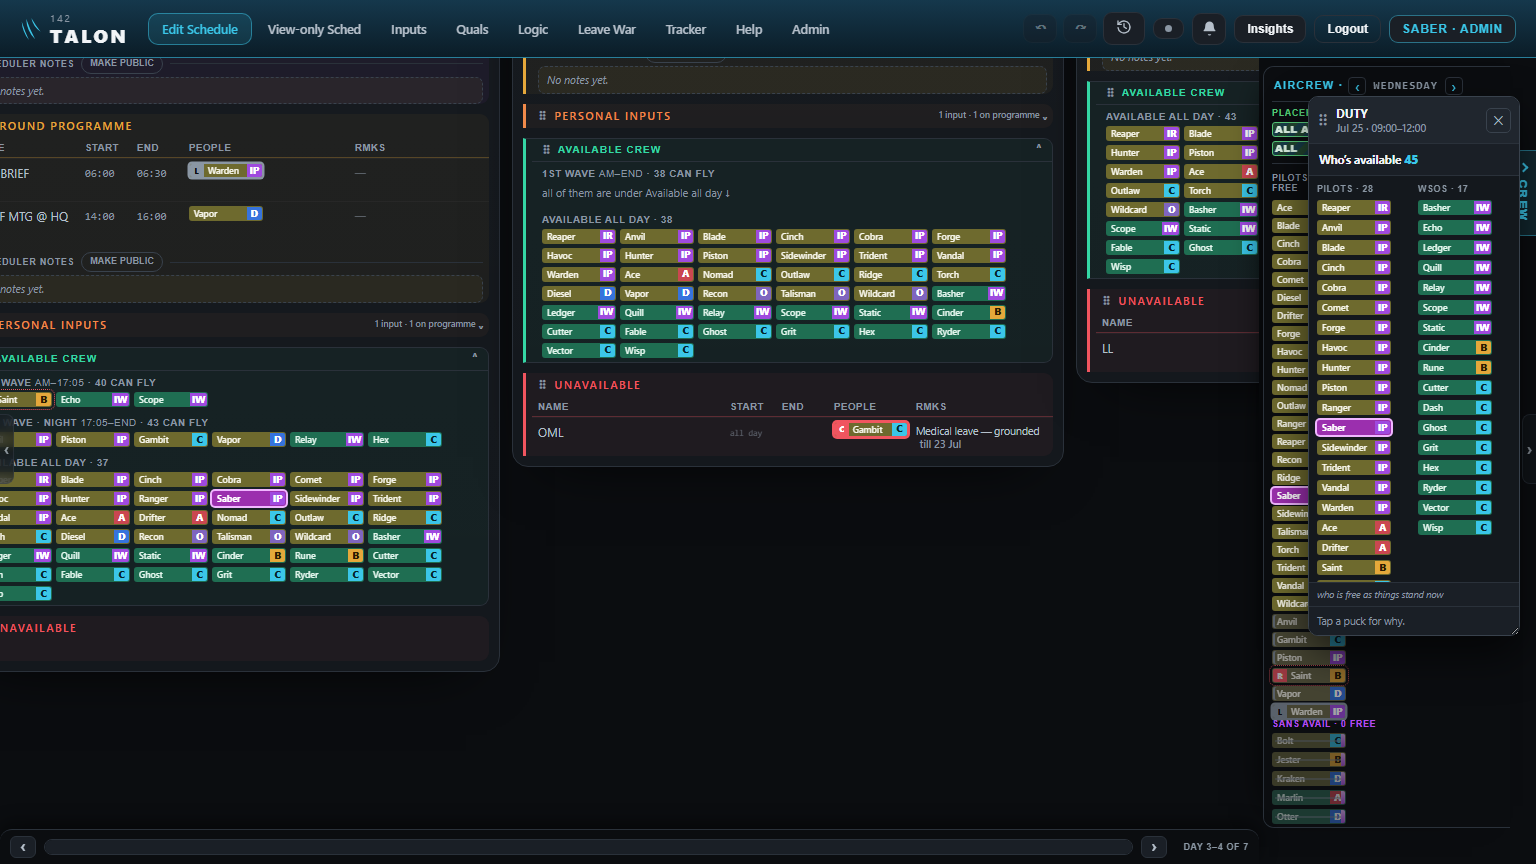 142
TALON
Edit Schedule
View-only Sched
Inputs
Quals
Logic
Leave War
Tracker
Help
Admin
Insights
Logout
SABER · ADMIN
EDULER NOTES
MAKE PUBLIC
notes yet.
ROUND PROGRAMME
E START END PEOPLE RMKS
BRIEF 06:00 06:30 L Warden IP —
F MTG @ HQ 14:00 16:00 Vapor D —
EDULER NOTES
MAKE PUBLIC
notes yet.
ERSONAL INPUTS
1 input · 1 on programme
VAILABLE CREW
WAVE AM–17:05 · 40 CAN FLY
Saint B Echo IW Scope IW
WAVE · NIGHT 17:05–END · 43 CAN FLY
IP Piston IP Gambit C Vapor D Relay IW Hex C
LABLE ALL DAY · 37
IR Blade IP Cinch IP Cobra IP Comet IP Forge IP
oc IP Hunter IP Ranger IP Saber IP Sidewinder IP Trident IP
dal IP Ace A Drifter A Nomad C Outlaw C Ridge C
h C Diesel D Recon O Talisman O Wildcard O Basher IW
ger IW Quill IW Static IW Cinder B Rune B Cutter C
C Fable C Ghost C Grit C Ryder C Vector C
C
NAVAILABLE
No notes yet.
PERSONAL INPUTS
1 input · 1 on programme
AVAILABLE CREW
1ST WAVE AM–END · 38 CAN FLY
all of them are under Available all day ↓
AVAILABLE ALL DAY · 38
Reaper IR Anvil IP Blade IP Cinch IP Cobra IP Forge IP
Havoc IP Hunter IP Piston IP Sidewinder IP Trident IP Vandal IP
Warden IP Ace A Nomad C Outlaw C Ridge C Torch C
Diesel D Vapor D Recon O Talisman O Wildcard O Basher IW
Ledger IW Quill IW Relay IW Scope IW Static IW Cinder B
Cutter C Fable C Ghost C Grit C Hex C Ryder C
Vector C Wisp C
UNAVAILABLE
NAME START END PEOPLE RMKS
OML all day C Gambit C Medical leave — grounded
till 23 Jul
No notes yet.
AVAILABLE CREW
AVAILABLE ALL DAY · 43
Reaper IR Blade IP
Hunter IP Piston IP
Warden IP Ace A
Outlaw C Torch C
Wildcard O Basher IW
Scope IW Static IW
Fable C Ghost C
Wisp C
UNAVAILABLE
NAME
LL
AIRCREW ·
‹ WEDNESDAY ›
ALL A
ALL
PILOTS
FREE
Ace
Blade
Cinch
Cobra
Comet
Diesel
Drifter
Forge
Havoc
Hunter
Nomad
Outlaw
Ranger
Reaper
Recon
Ridge
Saber
Sidewin
Talisma
Torch
Trident
Vandal
Wildcar
Anvil
Gambit C
Piston IP
R Saint B
Vapor D
L Warden IP
SANS AVAIL · 0 FREE
Bolt C
Jester B
Kraken D
Marlin A
Otter D
DUTY
Jul 25 · 09:00–12:00
Who's available 45
PILOTS · 28 WSOS · 17
Reaper IR Basher IW
Anvil IP Echo IW
Blade IP Ledger IW
Cinch IP Quill IW
Cobra IP Relay IW
Comet IP Scope IW
Forge IP Static IW
Havoc IP Cinder B
Hunter IP Rune B
Piston IP Cutter C
Ranger IP Dash C
Saber IP Ghost C
Sidewinder IP Grit C
Trident IP Hex C
Vandal IP Ryder C
Warden IP Vector C
Ace A Wisp C
Drifter A
Saint B
who is free as things stand now
Tap a puck for why.
CREW
DAY 3–4 OF 7